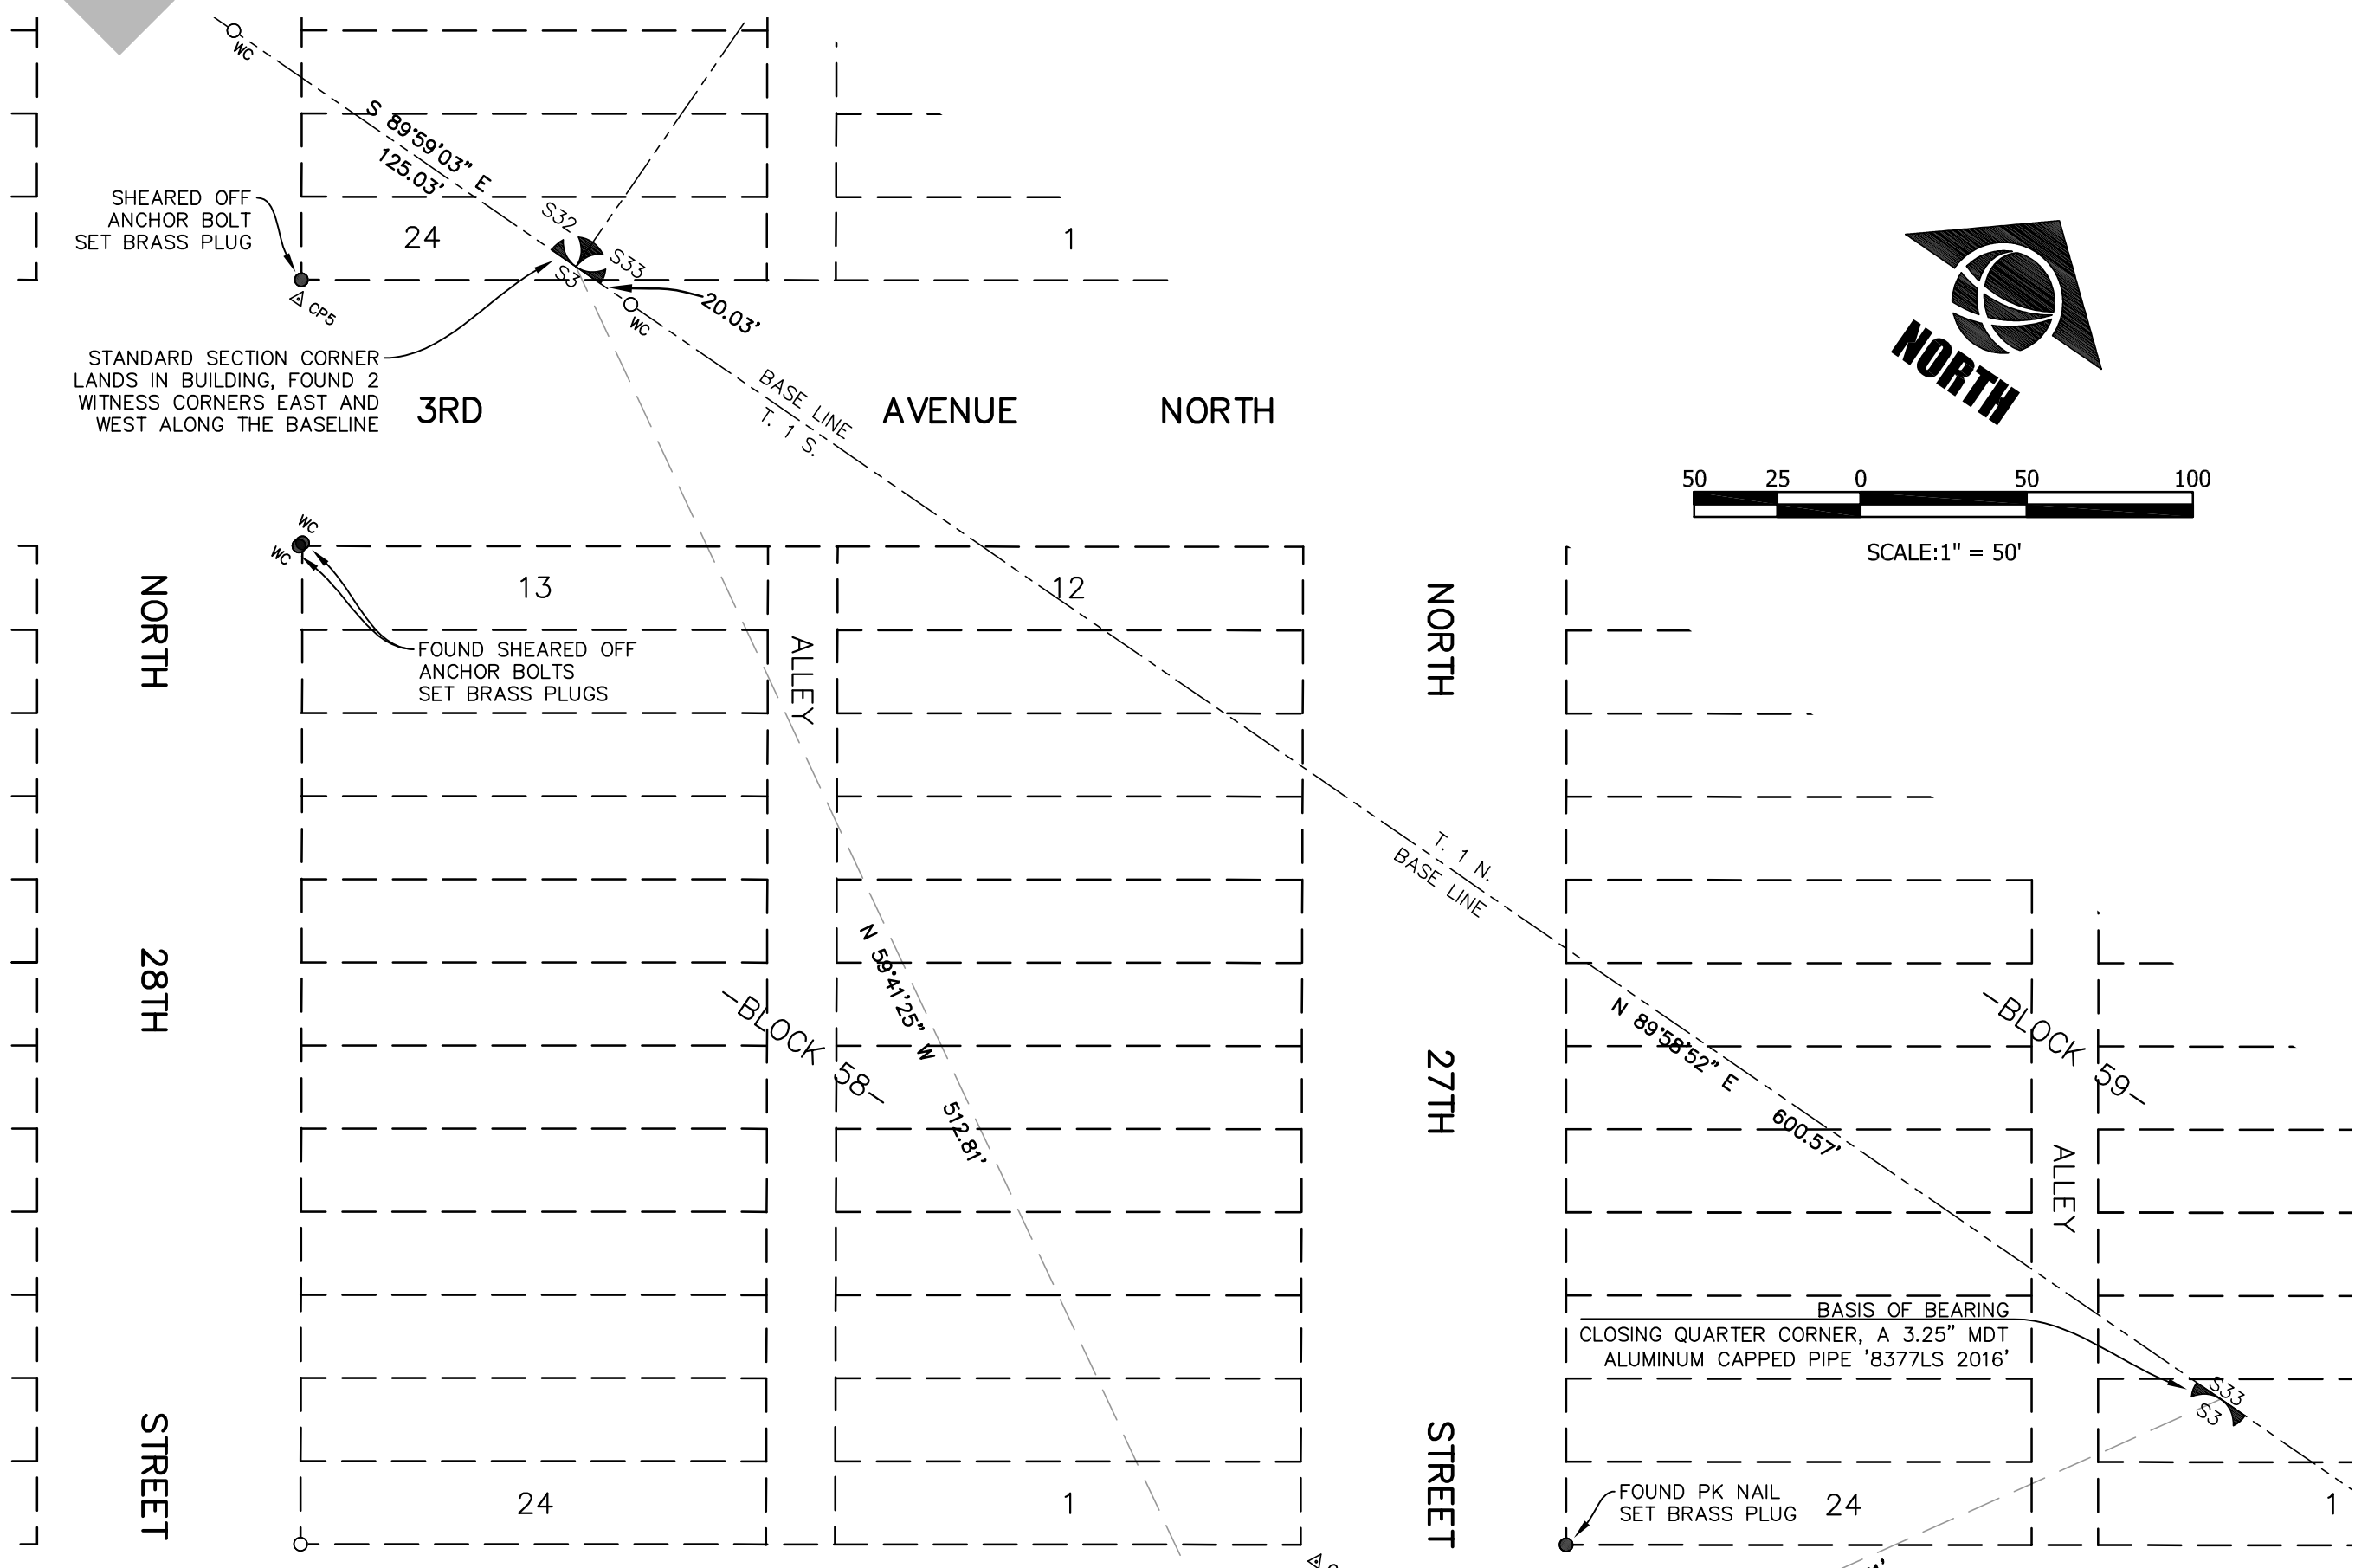 WC
S 89°59'03" E
125.03'
SHEARED OFF
ANCHOR BOLT
SET BRASS PLUG
24
S32
S33
S3
1
CP5
WC
20.03'
STANDARD SECTION CORNER
LANDS IN BUILDING, FOUND 2
WITNESS CORNERS EAST AND
WEST ALONG THE BASELINE
3RD AVENUE NORTH
BASE LINE
T. 1 S.
NORTH
50 25 0 50 100
SCALE:1" = 50'
WC
WC
13
12
FOUND SHEARED OFF
ANCHOR BOLTS
SET BRASS PLUGS
ALLEY
NORTH
28TH
STREET
NORTH
27TH
STREET
T. 1 N.
BASE LINE
N 59°41'25" W
512.81'
-BLOCK 58-
N 89°58'52" E
600.57'
-BLOCK 59-
ALLEY
BASIS OF BEARING
CLOSING QUARTER CORNER, A 3.25" MDT
ALUMINUM CAPPED PIPE '8377LS 2016'
S33
S3
24
1
FOUND PK NAIL
SET BRASS PLUG
24
1